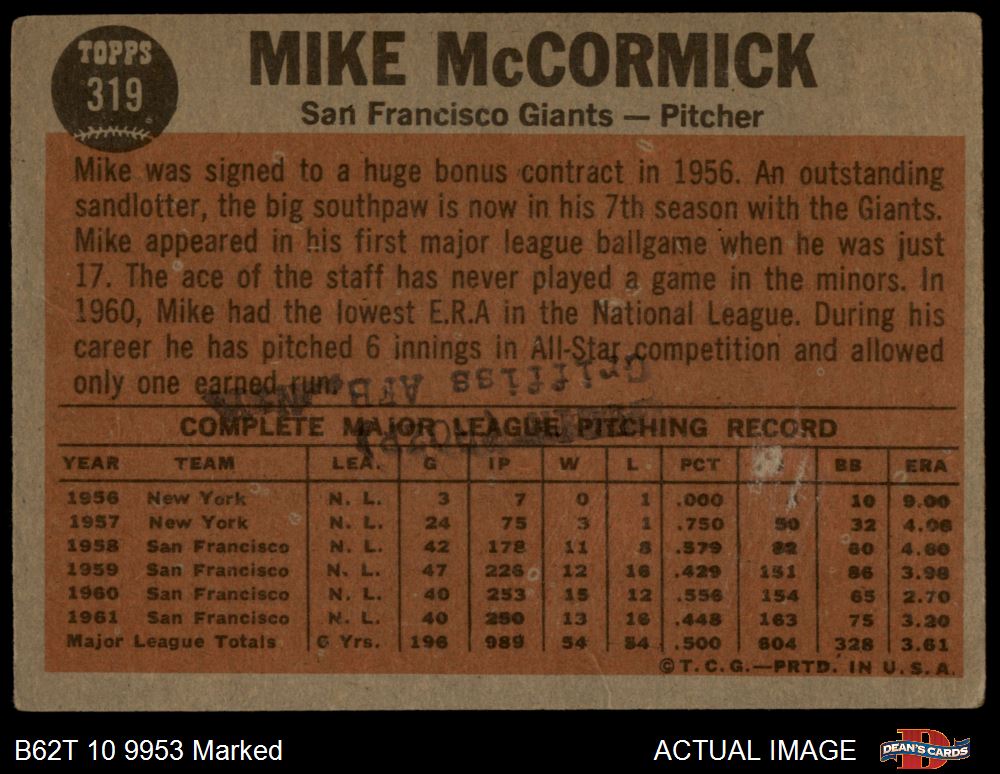 TOPPS
319
MIKE McCORMICK
San Francisco Giants — Pitcher
Mike was signed to a huge bonus contract in 1956. An outstanding
sandlotter, the big southpaw is now in his 7th season with the Giants.
Mike appeared in his first major league ballgame when he was just
17. The ace of the staff has never played a game in the minors. In
1960, Mike had the lowest E.R.A in the National League. During his
career he has pitched 6 innings in All-Star competition and allowed
only one earned run.
Griffiss AFB
COMPLETE MAJOR LEAGUE PITCHING RECORD
YEAR TEAM LEA. G IP W L PCT BB ERA
1956 New York N. L. 3 7 0 1 .000 10 9.00
1957 New York N. L. 24 75 3 1 .750 50 32 4.08
1958 San Francisco N. L. 42 178 11 8 .579 82 60 4.60
1959 San Francisco N. L. 47 226 12 16 .429 151 86 3.98
1960 San Francisco N. L. 40 253 15 12 .556 154 65 2.70
1961 San Francisco N. L. 40 250 13 16 .448 163 75 3.20
Major League Totals 6 Yrs. 196 989 54 54 .500 604 328 3.61
©T.C.G.—PRTD. IN U.S.A.
B62T 10 9953 Marked
ACTUAL IMAGE
DEAN'S CARDS